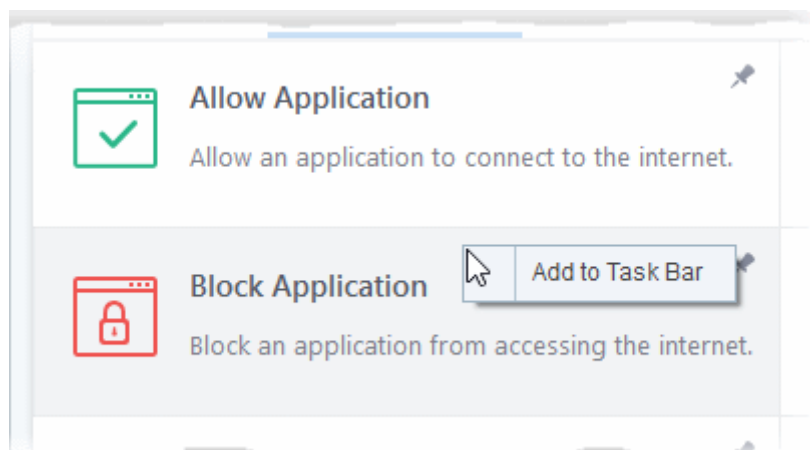 Allow Application
Allow an application to connect to the internet.
Block Application
Add to Task Bar
Block an application from accessing the internet.